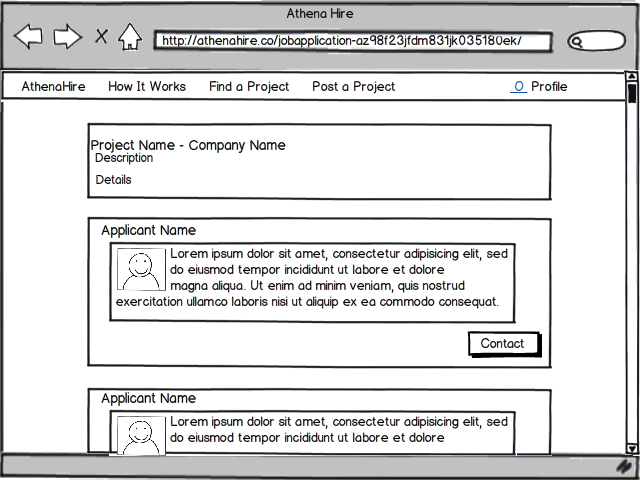 Athena Hire
http://athenahire.co/jobapplication-az98f23jfdm831jk035180ek/
AthenaHire How It Works Find a Project Post a Project 0 Profile
Project Name - Company Name
Description
Details
Applicant Name
Lorem ipsum dolor sit amet, consectetur adipisicing elit, sed
do eiusmod tempor incididunt ut labore et dolore
magna aliqua. Ut enim ad minim veniam, quis nostrud
exercitation ullamco laboris nisi ut aliquip ex ea commodo consequat.
Contact
Applicant Name
Lorem ipsum dolor sit amet, consectetur adipisicing elit, sed
do eiusmod tempor incididunt ut labore et dolore